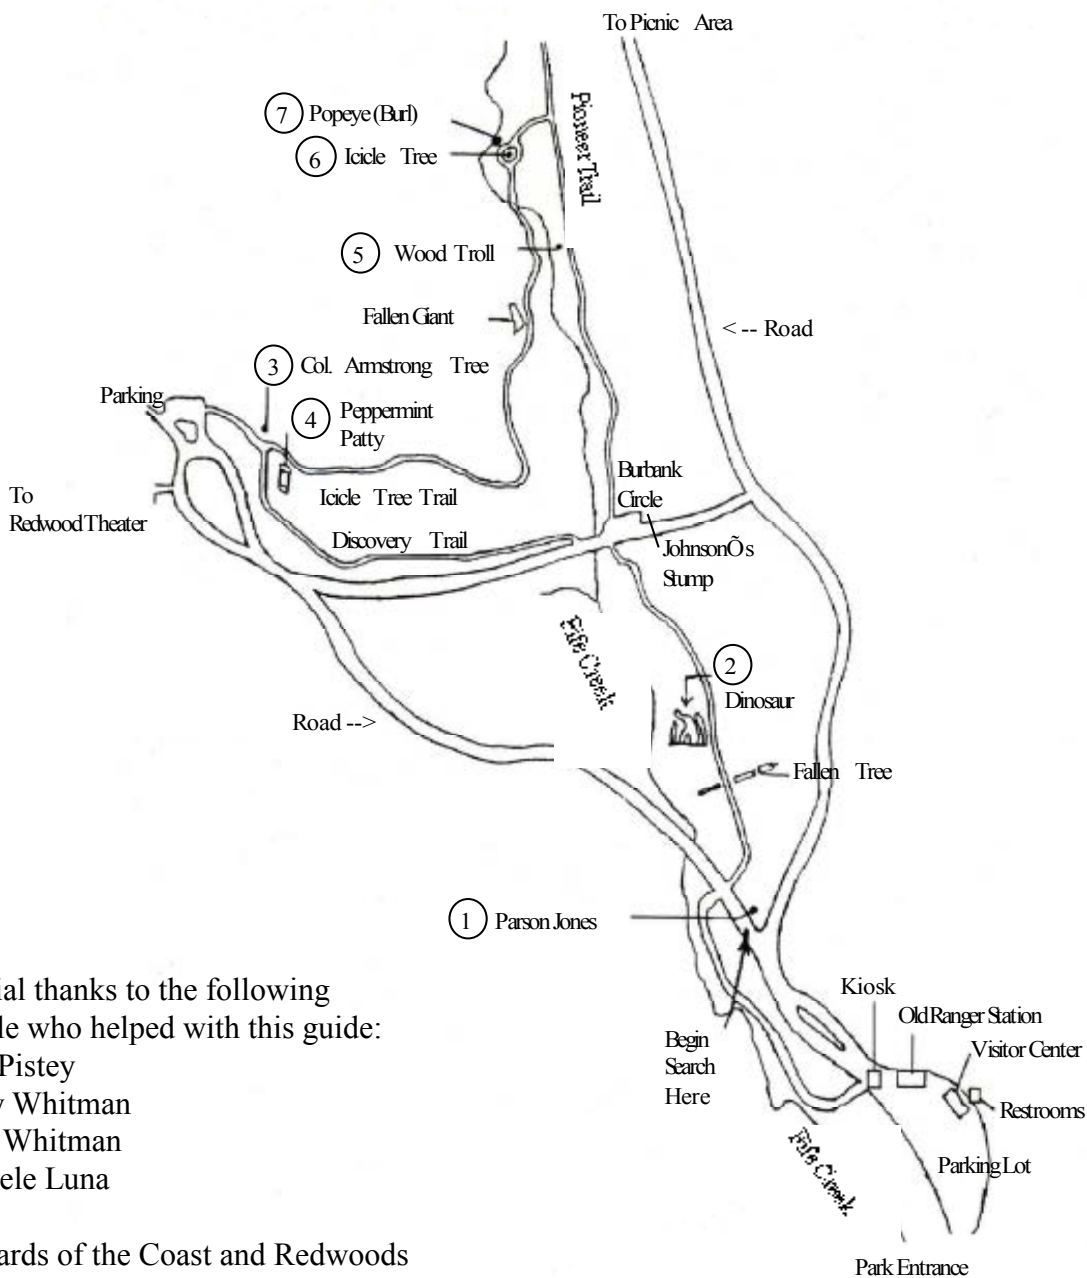 To Picnic Area
Pioneer Trail
7 Popeye (Burl)
6 Icicle Tree
5 Wood Troll
Fallen Giant
< -- Road
3 Col. Armstrong Tree
Parking
4 Peppermint
Patty
To
Redwood Theater
Icicle Tree Trail
Burbank
Circle
Discovery Trail
JohnsonÕs
Stump
Fife Creek
2
Dinosaur
Road -->
Fallen Tree
1 Parson Jones
Kiosk
Old Ranger Station
Visitor Center
Restrooms
Begin
Search
Here
Parking Lot
Fife Creek
Park Entrance
ial thanks to the following
le who helped with this guide:
Pistey
y Whitman
Whitman
ele Luna
ards of the Coast and Redwoods